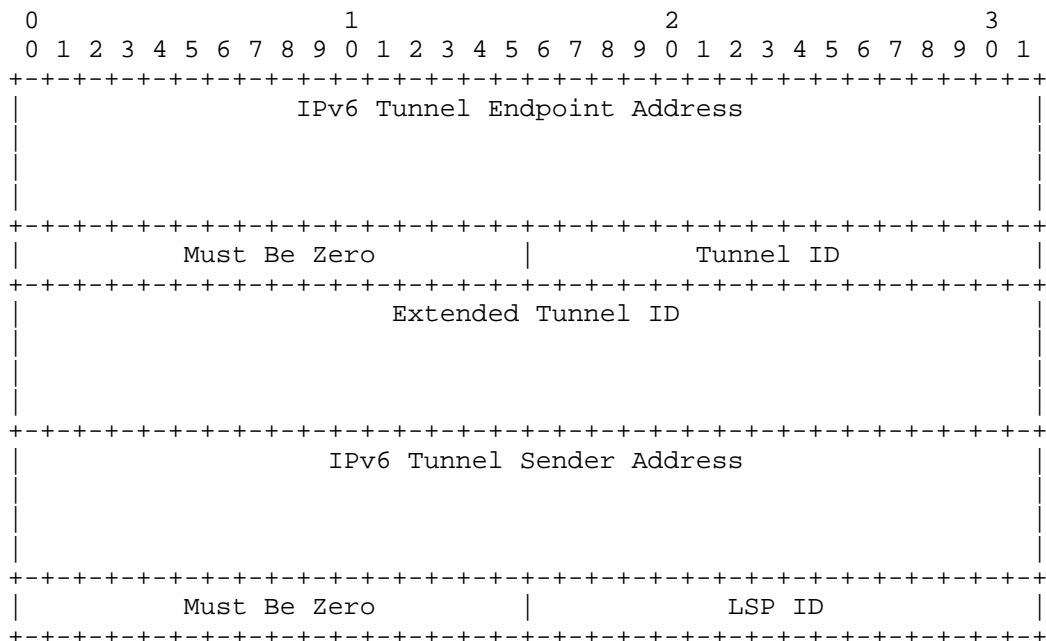 0                   1                   2                   3
0 1 2 3 4 5 6 7 8 9 0 1 2 3 4 5 6 7 8 9 0 1 2 3 4 5 6 7 8 9 0 1
+-+-+-+-+-+-+-+-+-+-+-+-+-+-+-+-+-+-+-+-+-+-+-+-+-+-+-+-+-+-+-+-+
| IPv6 Tunnel Endpoint Address |
| |
| |
| |
+-+-+-+-+-+-+-+-+-+-+-+-+-+-+-+-+-+-+-+-+-+-+-+-+-+-+-+-+-+-+-+-+
| Must Be Zero | Tunnel ID |
+-+-+-+-+-+-+-+-+-+-+-+-+-+-+-+-+-+-+-+-+-+-+-+-+-+-+-+-+-+-+-+-+
| Extended Tunnel ID |
| |
| |
| |
+-+-+-+-+-+-+-+-+-+-+-+-+-+-+-+-+-+-+-+-+-+-+-+-+-+-+-+-+-+-+-+-+
| IPv6 Tunnel Sender Address |
| |
| |
| |
+-+-+-+-+-+-+-+-+-+-+-+-+-+-+-+-+-+-+-+-+-+-+-+-+-+-+-+-+-+-+-+-+
| Must Be Zero | LSP ID |
+-+-+-+-+-+-+-+-+-+-+-+-+-+-+-+-+-+-+-+-+-+-+-+-+-+-+-+-+-+-+-+-+